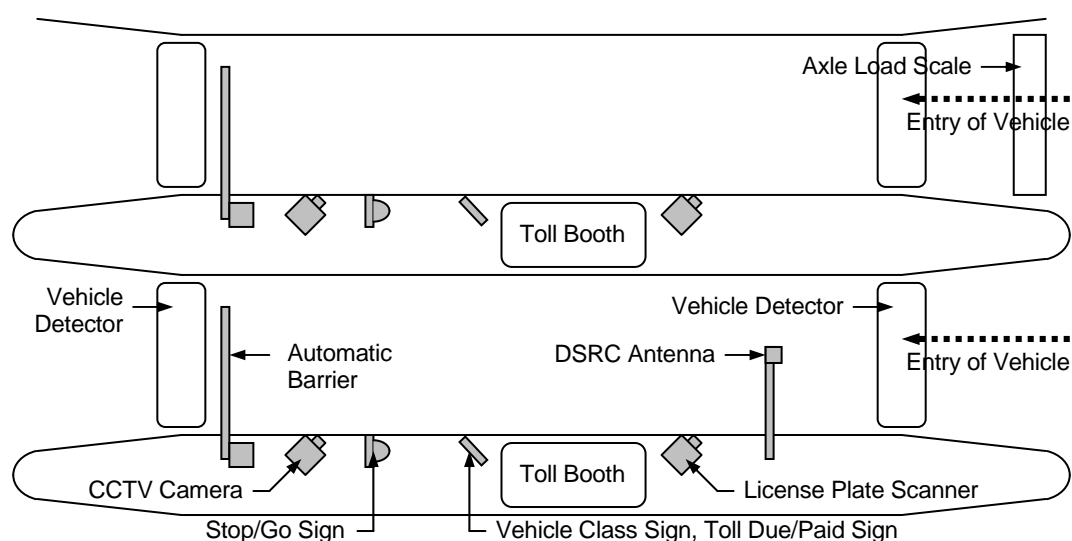 Axle Load Scale
Entry of Vehicle
Toll Booth
Vehicle
Detector
Vehicle Detector
Automatic
Barrier
DSRC Antenna
Entry of Vehicle
Toll Booth
CCTV Camera
License Plate Scanner
Stop/Go Sign
Vehicle Class Sign, Toll Due/Paid Sign